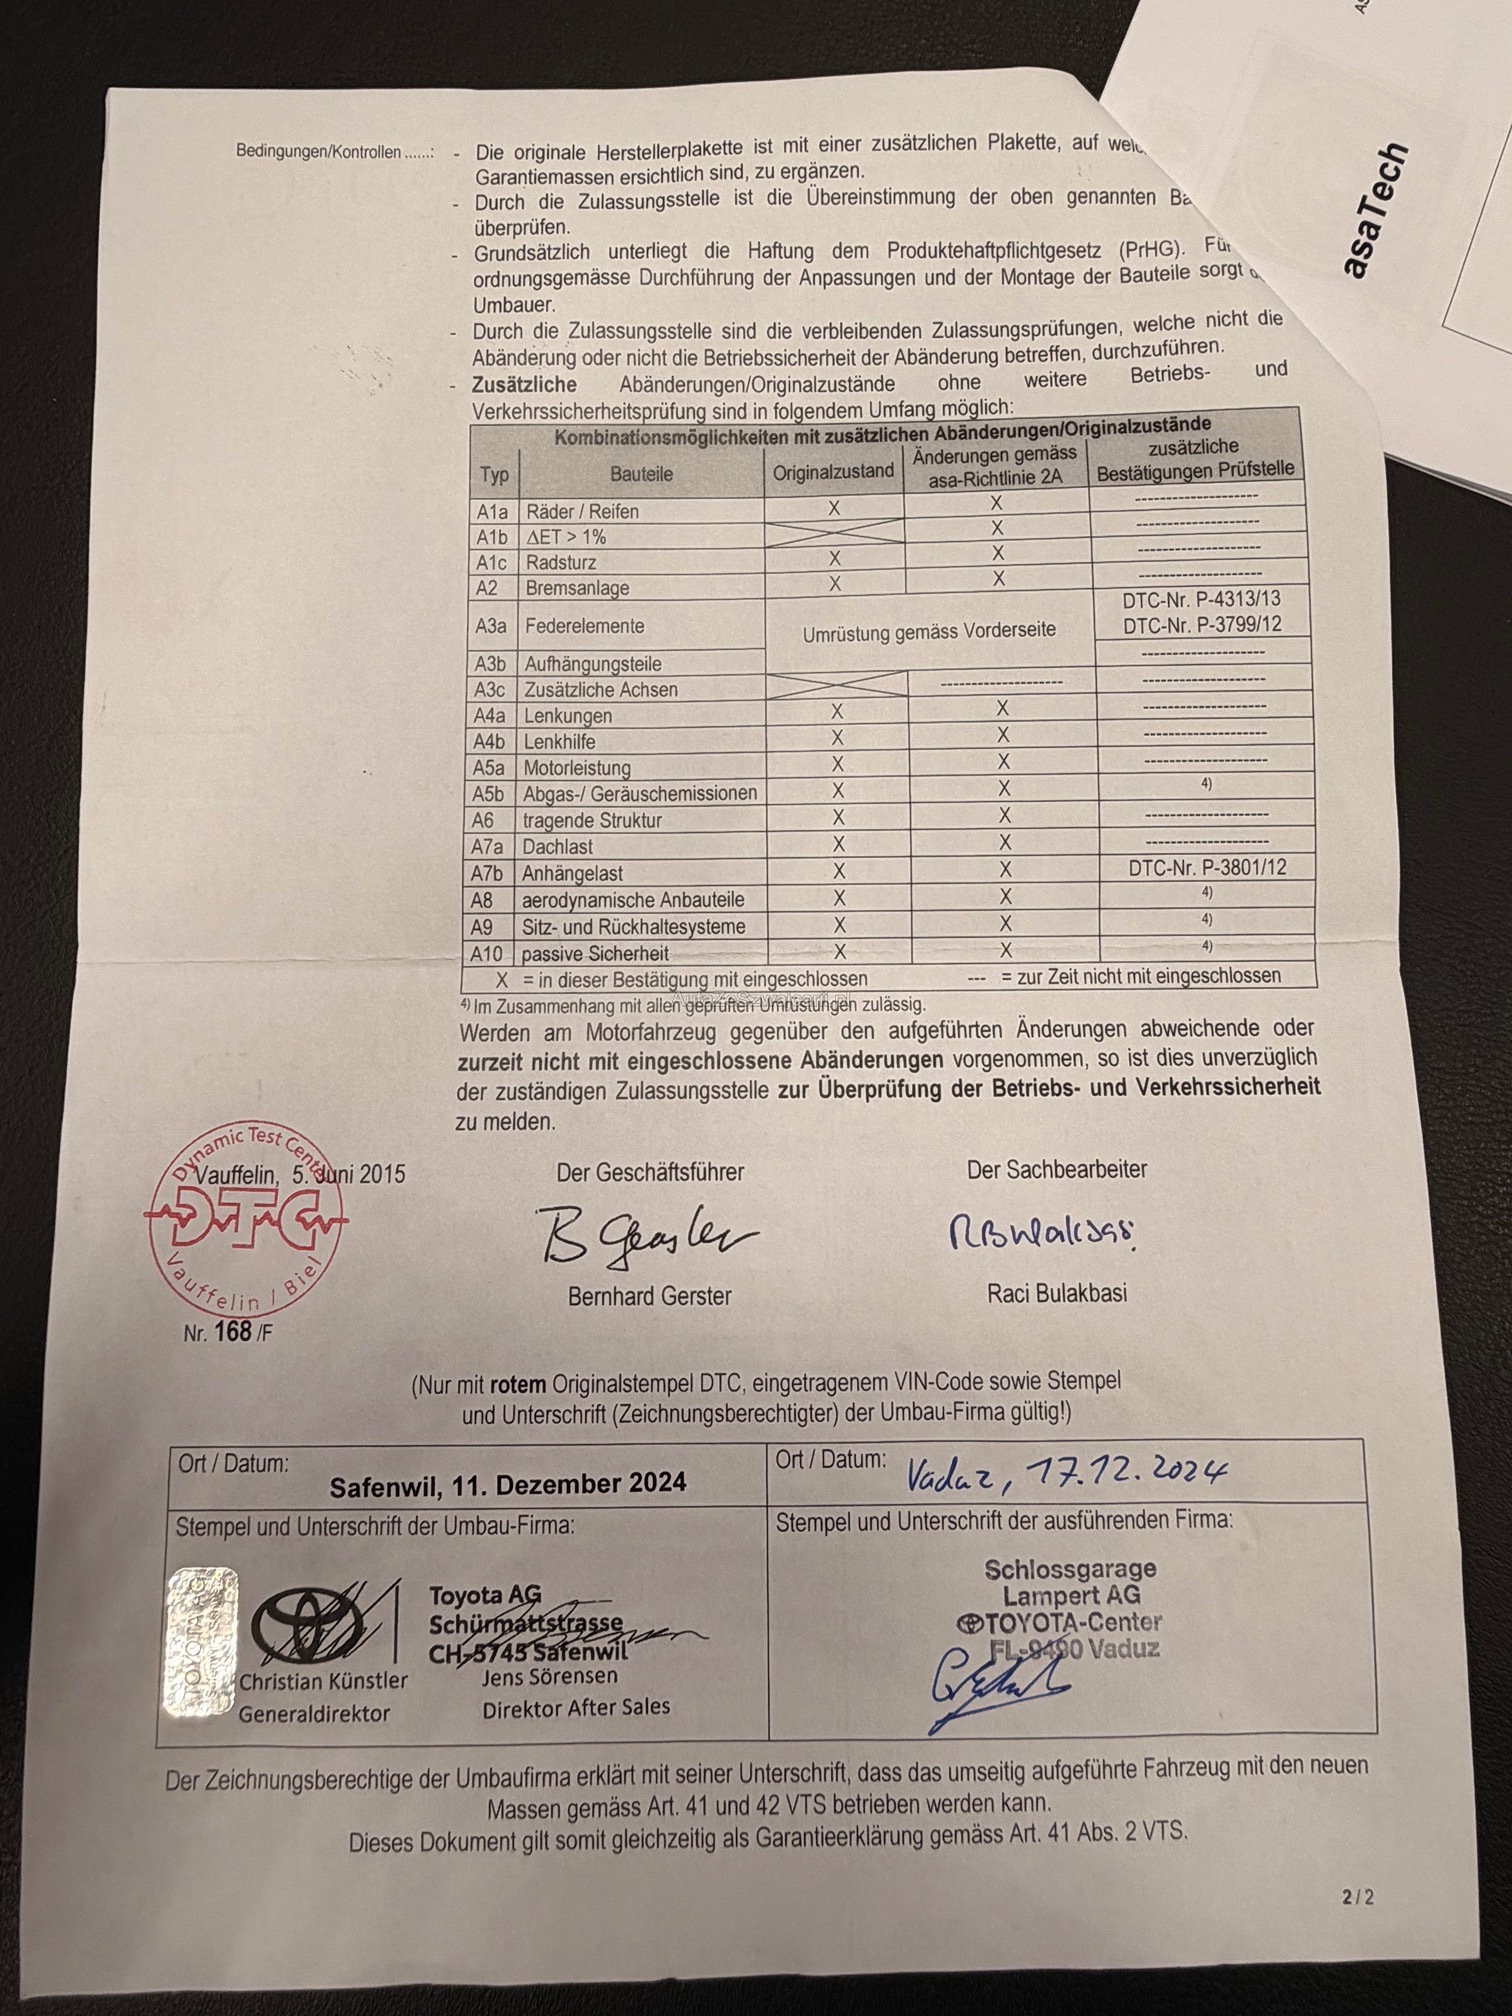 asaTech
Bedingungen/Kontrollen ......: - Die originale Herstellerplakette ist mit einer zusätzlichen Plakette, auf
Garantiemassen ersichtlich sind, zu ergänzen.
- Durch die Zulassungsstelle ist die Übereinstimmung der oben genannten
überprüfen.
- Grundsätzlich unterliegt die Haftung dem Produktehaftpflichtgesetz (PrHG). Für
ordnungsgemässe Durchführung der Anpassungen und der Montage der Bauteile sorgt
Umbauer.
- Durch die Zulassungsstelle sind die verbleibenden Zulassungsprüfungen, welche nicht die
Abänderung oder nicht die Betriebssicherheit der Abänderung betreffen, durchzuführen.
- Zusätzliche Abänderungen/Originalzustände ohne weitere Betriebs- und
Verkehrssicherheitsprüfung sind in folgendem Umfang möglich:
Kombinationsmöglichkeiten mit zusätzlichen Abänderungen/Originalzustände
Typ Bauteile Originalzustand Änderungen gemäss asa-Richtlinie 2A zusätzliche Bestätigungen Prüfstelle
A1a Räder / Reifen X X ---------------------
A1b ΔET > 1% X ---------------------
A1c Radsturz X X ---------------------
A2 Bremsanlage X X ---------------------
A3a Federelemente Umrüstung gemäss Vorderseite DTC-Nr. P-4313/13
DTC-Nr. P-3799/12
A3b Aufhängungsteile ---------------------
A3c Zusätzliche Achsen --------------------- ---------------------
A4a Lenkungen X X ---------------------
A4b Lenkhilfe X X ---------------------
A5a Motorleistung X X ---------------------
A5b Abgas-/ Geräuschemissionen X X 4)
A6 tragende Struktur X X ---------------------
A7a Dachlast X X ---------------------
A7b Anhängelast X X DTC-Nr. P-3801/12
A8 aerodynamische Anbauteile X X 4)
A9 Sitz- und Rückhaltesysteme X X 4)
A10 passive Sicherheit X X 4)
X = in dieser Bestätigung mit eingeschlossen --- = zur Zeit nicht mit eingeschlossen
4) Im Zusammenhang mit allen geprüften Umrüstungen zulässig.
Werden am Motorfahrzeug gegenüber den aufgeführten Änderungen abweichende oder
zurzeit nicht mit eingeschlossene Abänderungen vorgenommen, so ist dies unverzüglich
der zuständigen Zulassungsstelle zur Überprüfung der Betriebs- und Verkehrssicherheit
zu melden.
Dynamic Test Center
DTC
Vauffelin / Biel
Vauffelin, 5. Juni 2015 Der Geschäftsführer Der Sachbearbeiter
B Gerster
Bernhard Gerster Raci Bulakbasi
Nr. 168 /F
(Nur mit rotem Originalstempel DTC, eingetragenem VIN-Code sowie Stempel
und Unterschrift (Zeichnungsberechtigter) der Umbau-Firma gültig!)
Ort / Datum: Safenwil, 11. Dezember 2024
Ort / Datum: Vaduz, 17.12.2024
Stempel und Unterschrift der Umbau-Firma:
TOYOTA AG
Toyota AG
Schürmattstrasse
CH-5745 Safenwil
Christian Künstler Jens Sörensen
Generaldirektor Direktor After Sales
Stempel und Unterschrift der ausführenden Firma:
Schlossgarage
Lampert AG
TOYOTA-Center
FL-9490 Vaduz
Der Zeichnungsberechtige der Umbaufirma erklärt mit seiner Unterschrift, dass das umseitig aufgeführte Fahrzeug mit den neuen
Massen gemäss Art. 41 und 42 VTS betrieben werden kann.
Dieses Dokument gilt somit gleichzeitig als Garantieerklärung gemäss Art. 41 Abs. 2 VTS.
2 / 2